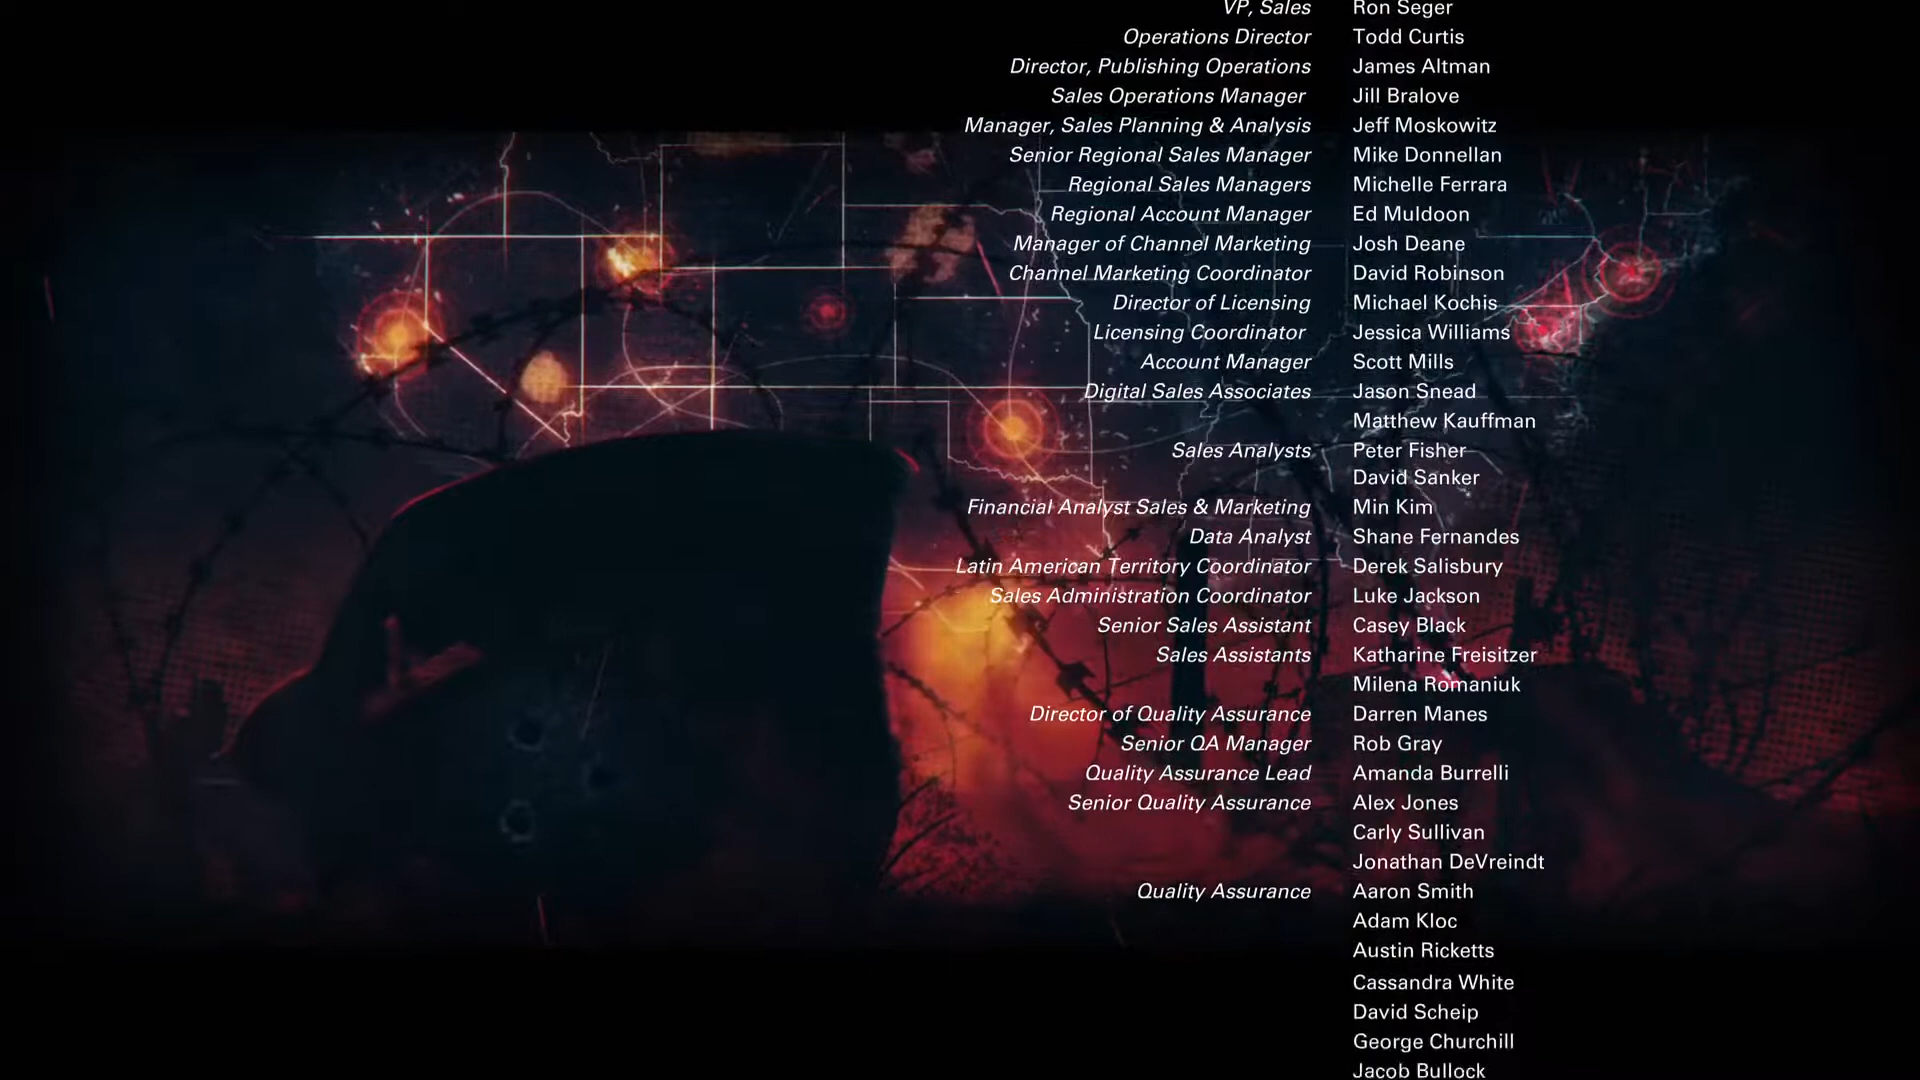 VP, Sales Ron Seger
Operations Director Todd Curtis
Director, Publishing Operations James Altman
Sales Operations Manager Jill Bralove
Manager, Sales Planning & Analysis Jeff Moskowitz
Senior Regional Sales Manager Mike Donnellan
Regional Sales Managers Michelle Ferrara
Regional Account Manager Ed Muldoon
Manager of Channel Marketing Josh Deane
Channel Marketing Coordinator David Robinson
Director of Licensing Michael Kochis
Licensing Coordinator Jessica Williams
Account Manager Scott Mills
Digital Sales Associates Jason Snead
Matthew Kauffman
Sales Analysts Peter Fisher
David Sanker
Financial Analyst Sales & Marketing Min Kim
Data Analyst Shane Fernandes
Latin American Territory Coordinator Derek Salisbury
Sales Administration Coordinator Luke Jackson
Senior Sales Assistant Casey Black
Sales Assistants Katharine Freisitzer
Milena Romaniuk
Director of Quality Assurance Darren Manes
Senior QA Manager Rob Gray
Quality Assurance Lead Amanda Burrelli
Senior Quality Assurance Alex Jones
Carly Sullivan
Jonathan DeVreindt
Quality Assurance Aaron Smith
Adam Kloc
Austin Ricketts
Cassandra White
David Scheip
George Churchill
Jacob Bullock